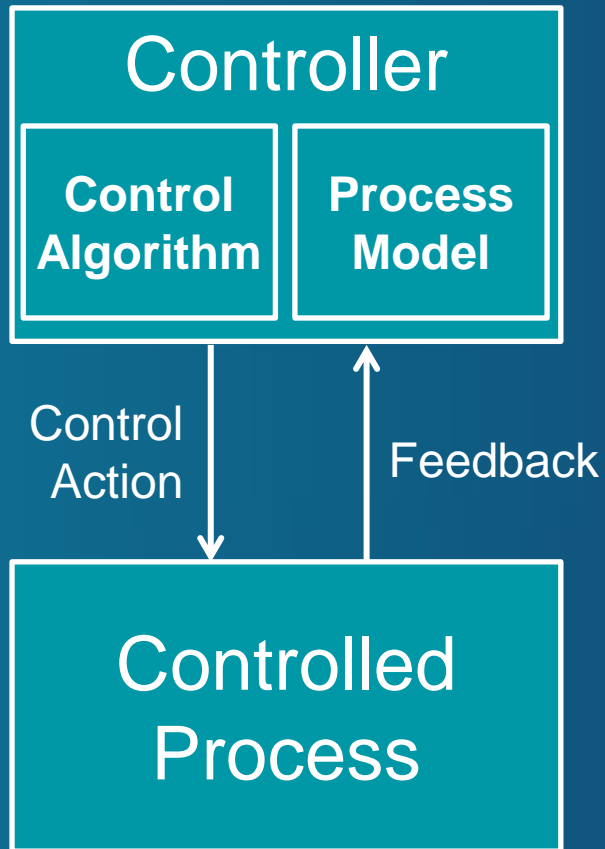 Controller
Control
Algorithm
Process
Model
Control
Action
Feedback
Controlled
Process